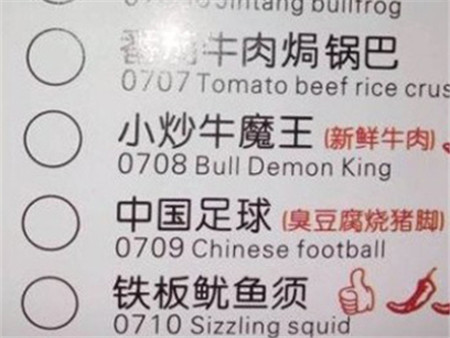 Jintang bullfrog
番茄牛肉焗锅巴
0707 Tomato beef rice crus
小炒牛魔王 (新鲜牛肉)
0708 Bull Demon King
中国足球 (臭豆腐烧猪脚)
0709 Chinese football
铁板鱿鱼须
0710 Sizzling squid